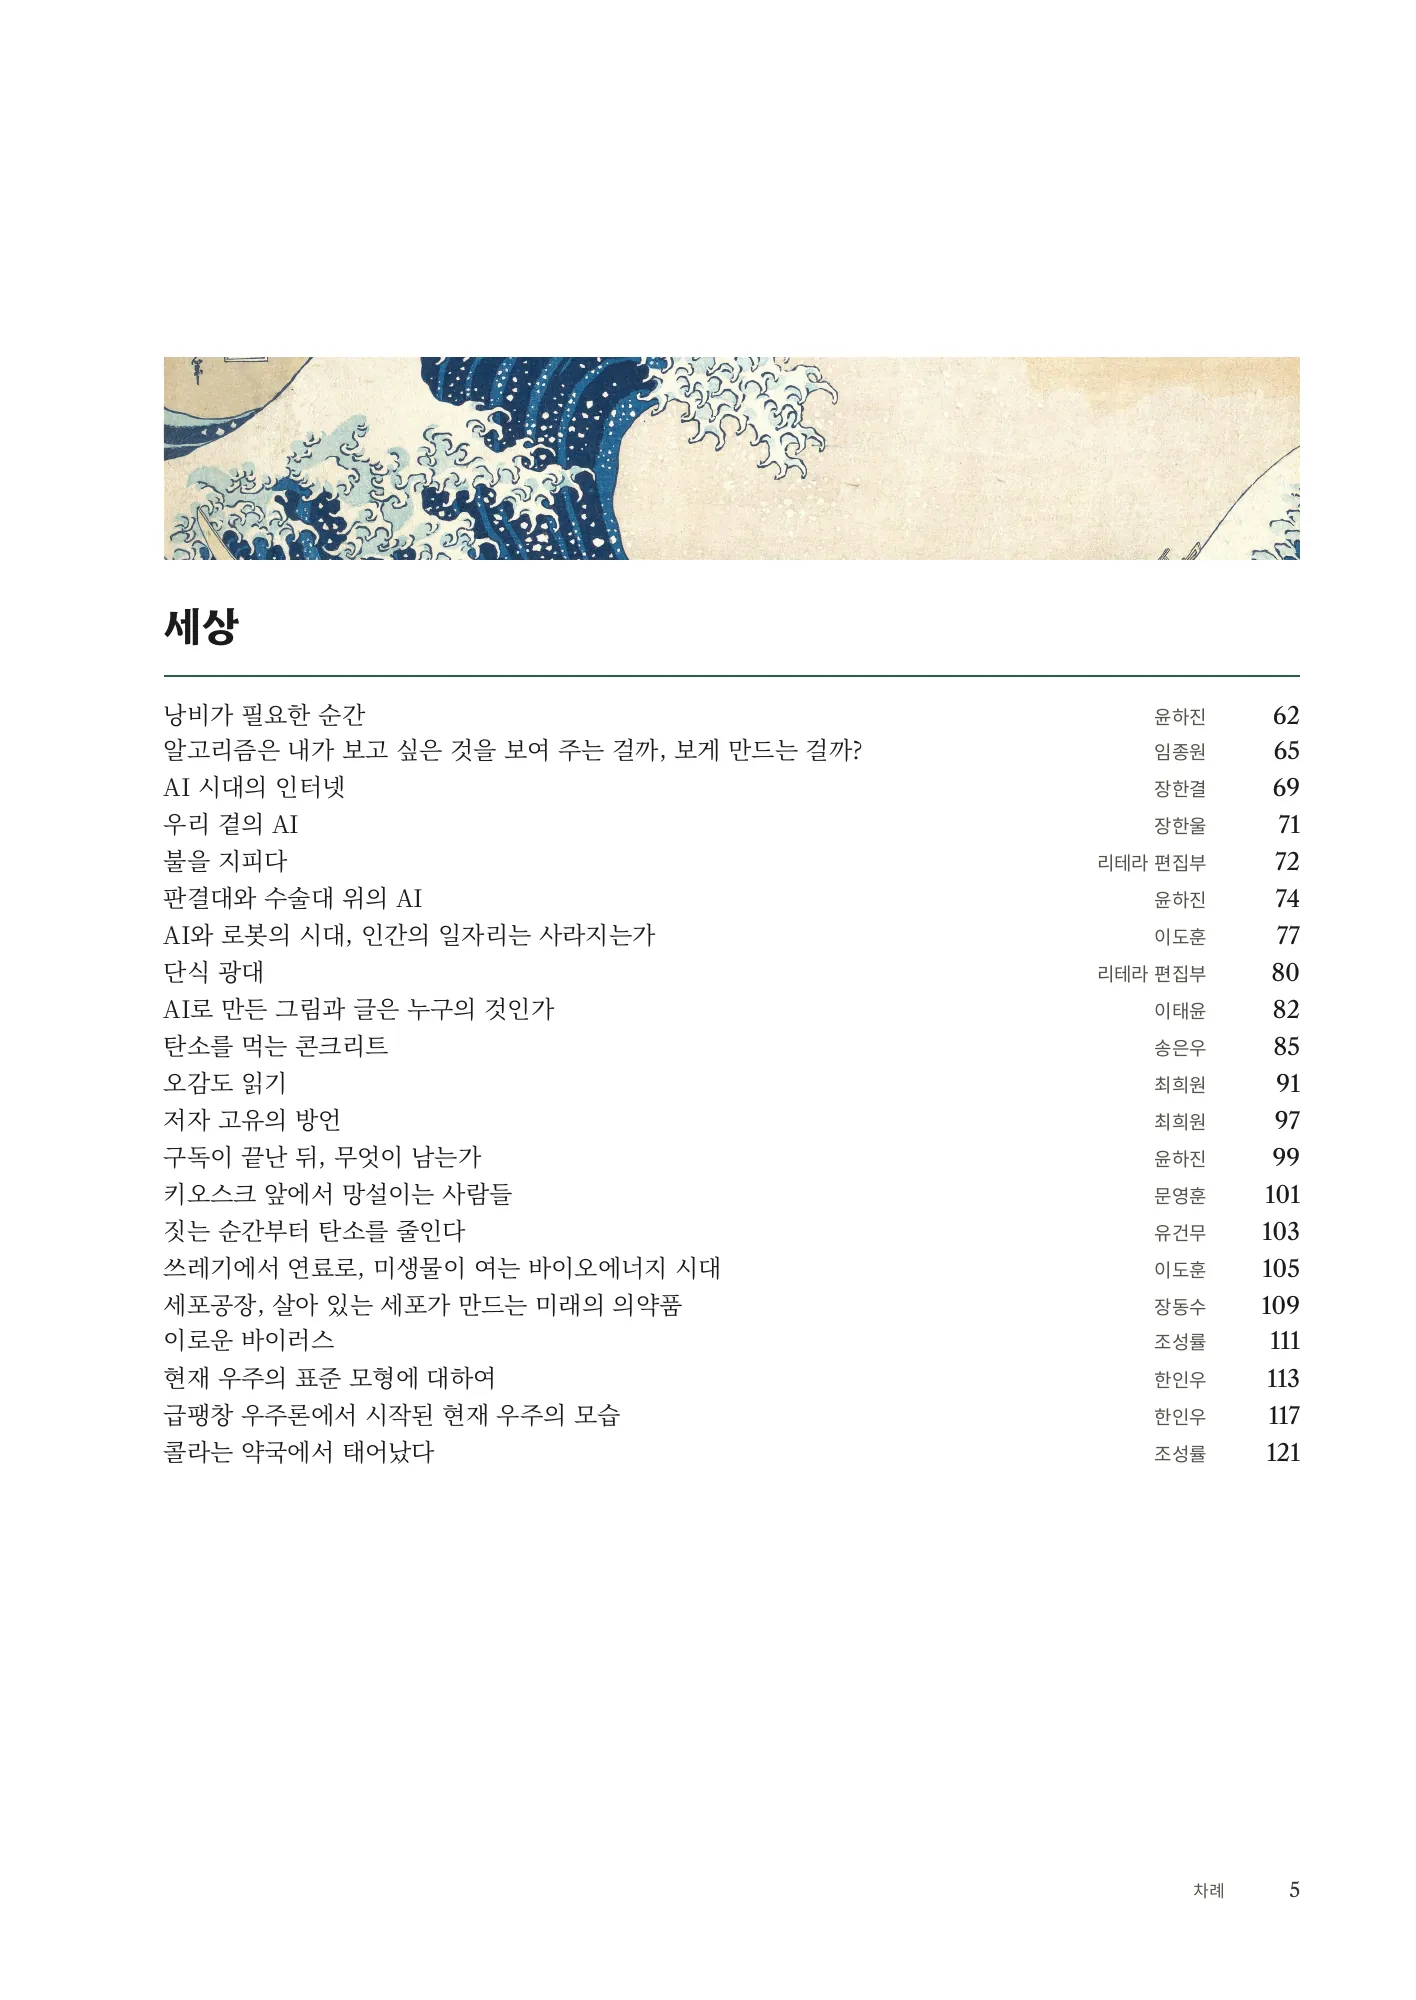 세상
낭비가 필요한 순간 윤하진 62
알고리즘은 내가 보고 싶은 것을 보여 주는 걸까, 보게 만드는 걸까? 임종원 65
AI 시대의 인터넷 장한결 69
우리 곁의 AI 장한울 71
불을 지피다 리테라 편집부 72
판결대와 수술대 위의 AI 윤하진 74
AI와 로봇의 시대, 인간의 일자리는 사라지는가 이도훈 77
단식 광대 리테라 편집부 80
AI로 만든 그림과 글은 누구의 것인가 이태윤 82
탄소를 먹는 콘크리트 송은우 85
오감도 읽기 최희원 91
저자 고유의 방언 최희원 97
구독이 끝난 뒤, 무엇이 남는가 윤하진 99
키오스크 앞에서 망설이는 사람들 문영훈 101
짓는 순간부터 탄소를 줄인다 유건무 103
쓰레기에서 연료로, 미생물이 여는 바이오에너지 시대 이도훈 105
세포공장, 살아 있는 세포가 만드는 미래의 의약품 장동수 109
이로운 바이러스 조성률 111
현재 우주의 표준 모형에 대하여 한인우 113
급팽창 우주론에서 시작된 현재 우주의 모습 한인우 117
콜라는 약국에서 태어났다 조성률 121
차례 5